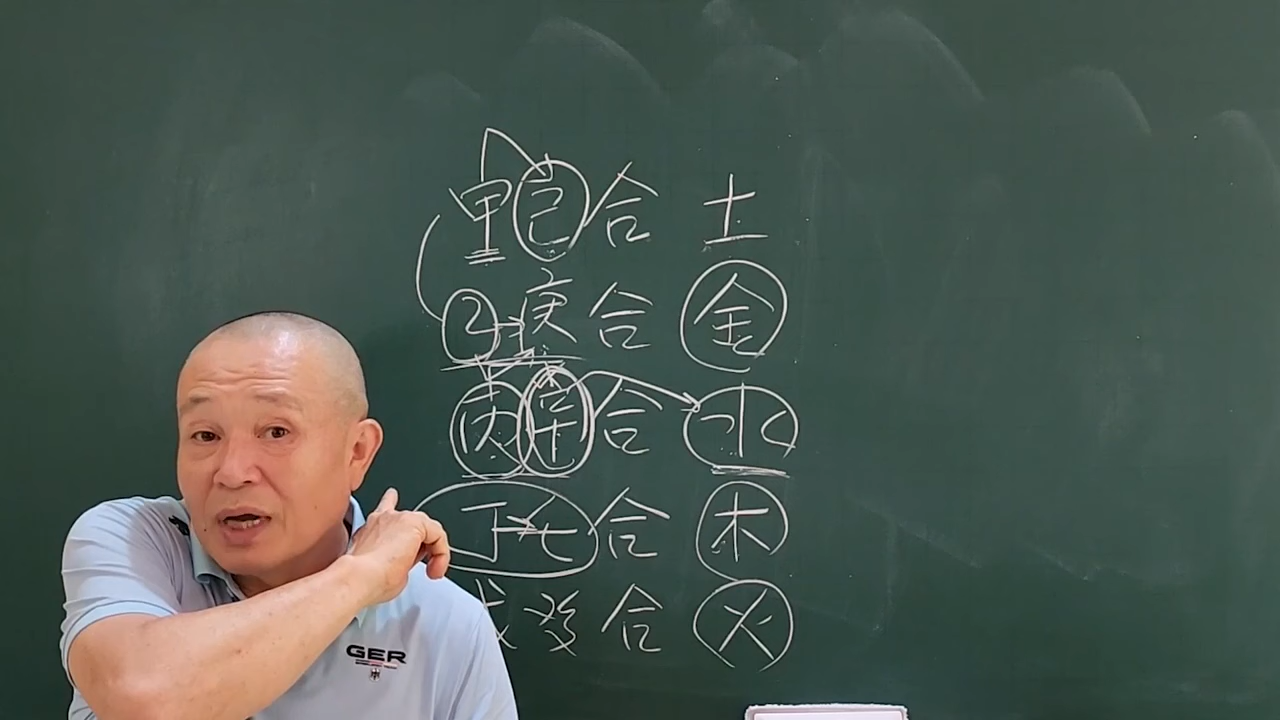 甲己合 土
乙庚合 金
丙辛合 水
丁壬合 木
戊癸合 火
GER